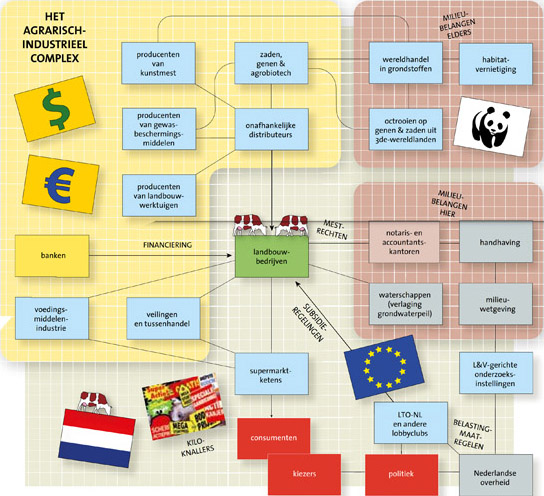 HET
AGRARISCH-
INDUSTRIEEL
COMPLEX
MILIEU-
BELANGEN
ELDERS
producenten
van
kunstmest
zaden,
genen &
agrobiotech
wereldhandel
in grondstoffen
habitat-
vernietiging
$
producenten
van gewas-
beschermings-
middelen
onafhankelijke
distributeurs
octrooien op
genen & zaden uit
3de-wereldlanden
€
producenten
van landbouw-
werktuigen
MILIEU-
BELANGEN
HIER
banken
FINANCIERING
landbouw-
bedrijven
MEST-
RECHTEN
notaris- en
accountants-
kantoren
handhaving
voedings-
middelen-
industrie
veilingen
en tussenhandel
SUBSIDIE-
REGELINGEN
waterschappen
(verlaging
grondwaterpeil)
milieu-
wetgeving
supermarkt-
ketens
L&V-gerichte
onderzoeks-
instellingen
KILO-
KNALLERS
consumenten
LTO-NL
en andere
lobbyclubs
BELASTING-
MAAT-
REGELEN
kiezers
politiek
Nederlandse
overheid